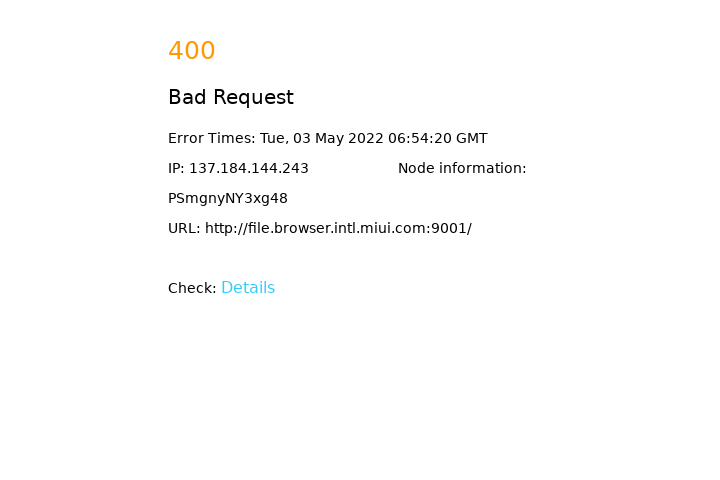 400
Bad Request
Error Times: Tue, 03 May 2022 06:54:20 GMT
IP: 137.184.144.243 Node information:
PSmgnyNY3xg48
URL: http://file.browser.intl.miui.com:9001/
Check: Details